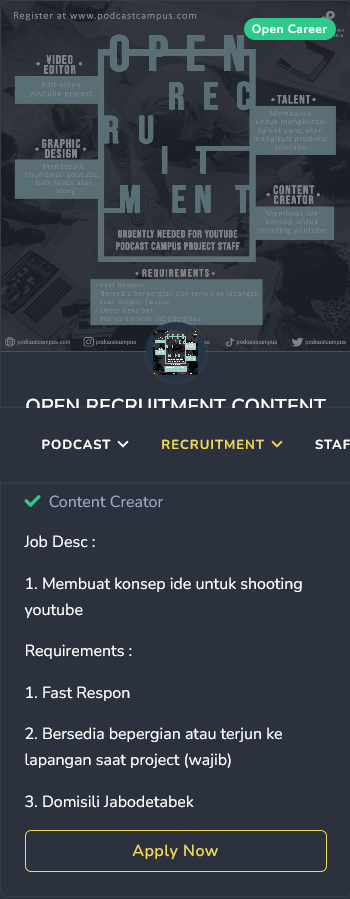 Register at www.podcastcampus.com
Open Career
OPEN
REC
RU
IT
MENT
• VIDEO •
EDITOR
Edit video
youtube project.
• GRAPHIC •
DESIGN
Mendesain
thumbnail youtube,
baik feeds atau
story
• TALENT •
Membantu
untuk mengkurasi
talent yang akan
mengikuti produksi
youtube.
• CONTENT •
CREATOR
Membuat ide
konsep untuk
shooting youtube.
URGENTLY NEEDED FOR YOUTUBE
PODCAST CAMPUS PROJECT STAFF
• REQUIREMENTS •
- Fast Respon
- Bersedia berpergian dan terjun ke lapangan
saat project (wajib)
- Umur fleksibel
- Hanya domisili Jabodetabek
podcastcampus.com
podcastcampus
podcastcampus
podcastcampus
OPEN RECRUITMENT CONTENT
PODCAST
RECRUITMENT
STAF
Content Creator
Job Desc :
1. Membuat konsep ide untuk shooting
youtube
Requirements :
1. Fast Respon
2. Bersedia bepergian atau terjun ke
lapangan saat project (wajib)
3. Domisili Jabodetabek
Apply Now